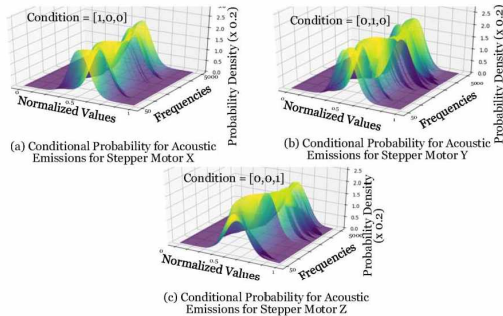 Condition = [1,0,0]
2.5
2.0
1.5
1.0
0.5
0.0
Probability Density (x 0.2)
0
0.5
1
Normalized Values
50
5000
Frequencies
(a) Conditional Probability for Acoustic
Emissions for Stepper Motor X
Condition = [0,1,0]
2.5
2.0
1.5
1.0
0.5
0.0
Probability Density (x 0.2)
0
0.5
1
Normalized Values
50
5000
Frequencies
(b) Conditional Probability for Acoustic
Emissions for Stepper Motor Y
Condition = [0,0,1]
2.5
2.0
1.5
1.0
0.5
0.0
Probability Density
(x 0.2)
0
0.5
1
Normalized Values
50
5000
Frequencies
(c) Conditional Probability for Acoustic
Emissions for Stepper Motor Z